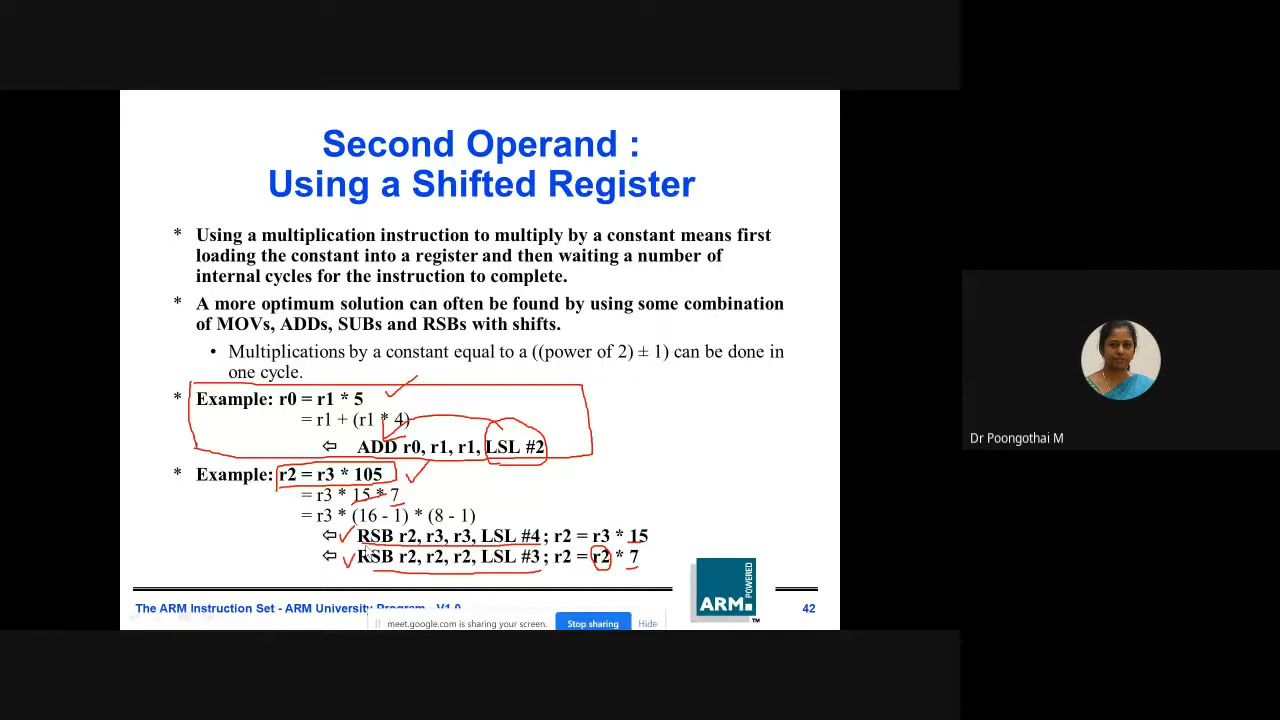 Second Operand :
Using a Shifted Register
* Using a multiplication instruction to multiply by a constant means first
loading the constant into a register and then waiting a number of
internal cycles for the instruction to complete.
* A more optimum solution can often be found by using some combination
of MOVs, ADDs, SUBs and RSBs with shifts.
• Multiplications by a constant equal to a ((power of 2) ± 1) can be done in
one cycle.
* Example: r0 = r1 * 5
= r1 + (r1 * 4)
⇦ ADD r0, r1, r1, LSL #2
* Example: r2 = r3 * 105
= r3 * 15 * 7
= r3 * (16 - 1) * (8 - 1)
⇦ RSB r2, r3, r3, LSL #4 ; r2 = r3 * 15
⇦ RSB r2, r2, r2, LSL #3 ; r2 = r2 * 7
ARM POWERED
TM
The ARM Instruction Set - ARM University Program - V1.0
42
meet.google.com is sharing your screen. Stop sharing Hide
Dr Poongothai M